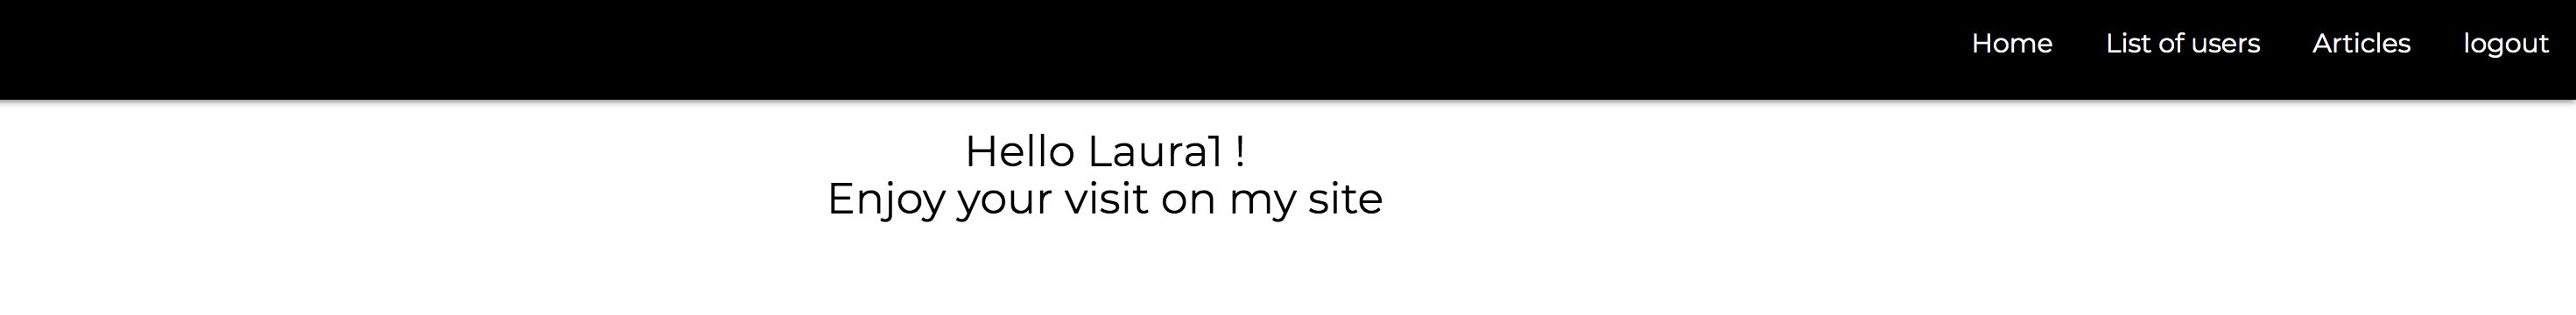 Home List of users Articles logout
Hello Laura1 !
Enjoy your visit on my site